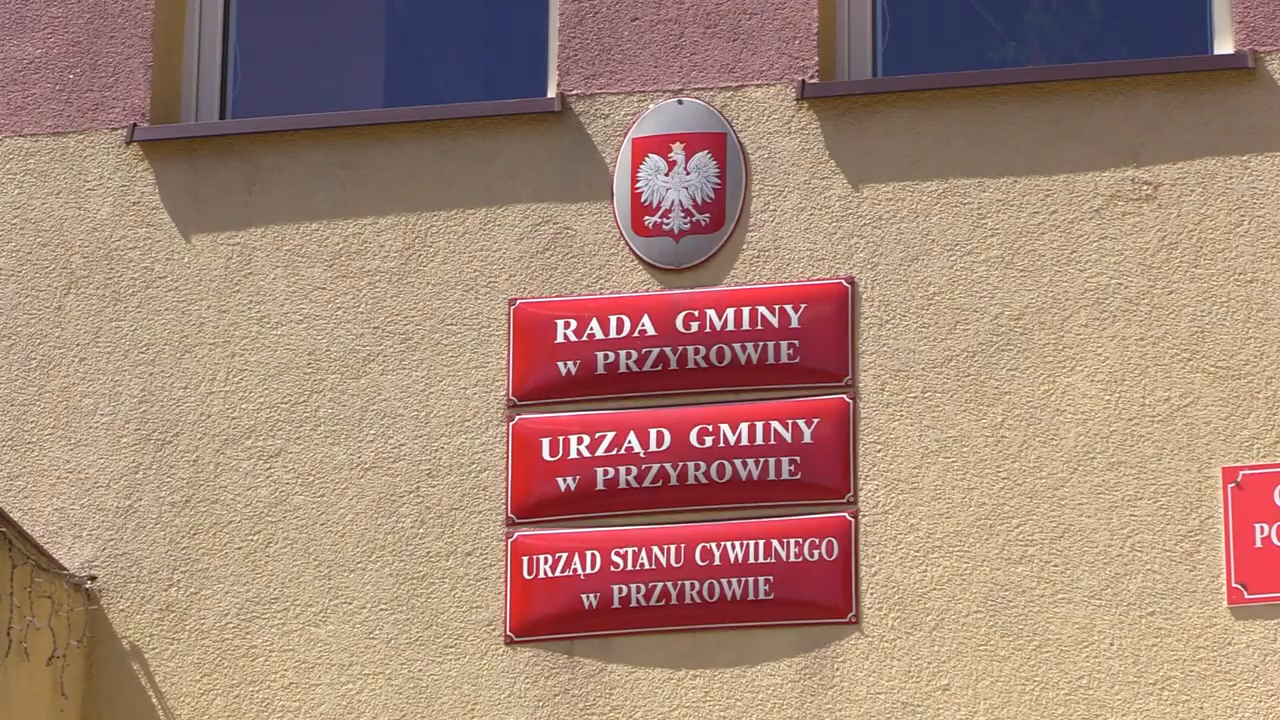 RADA GMINY
w PRZYROWIE
URZĄD GMINY
w PRZYROWIE
URZĄD STANU CYWILNEGO
w PRZYROWIE